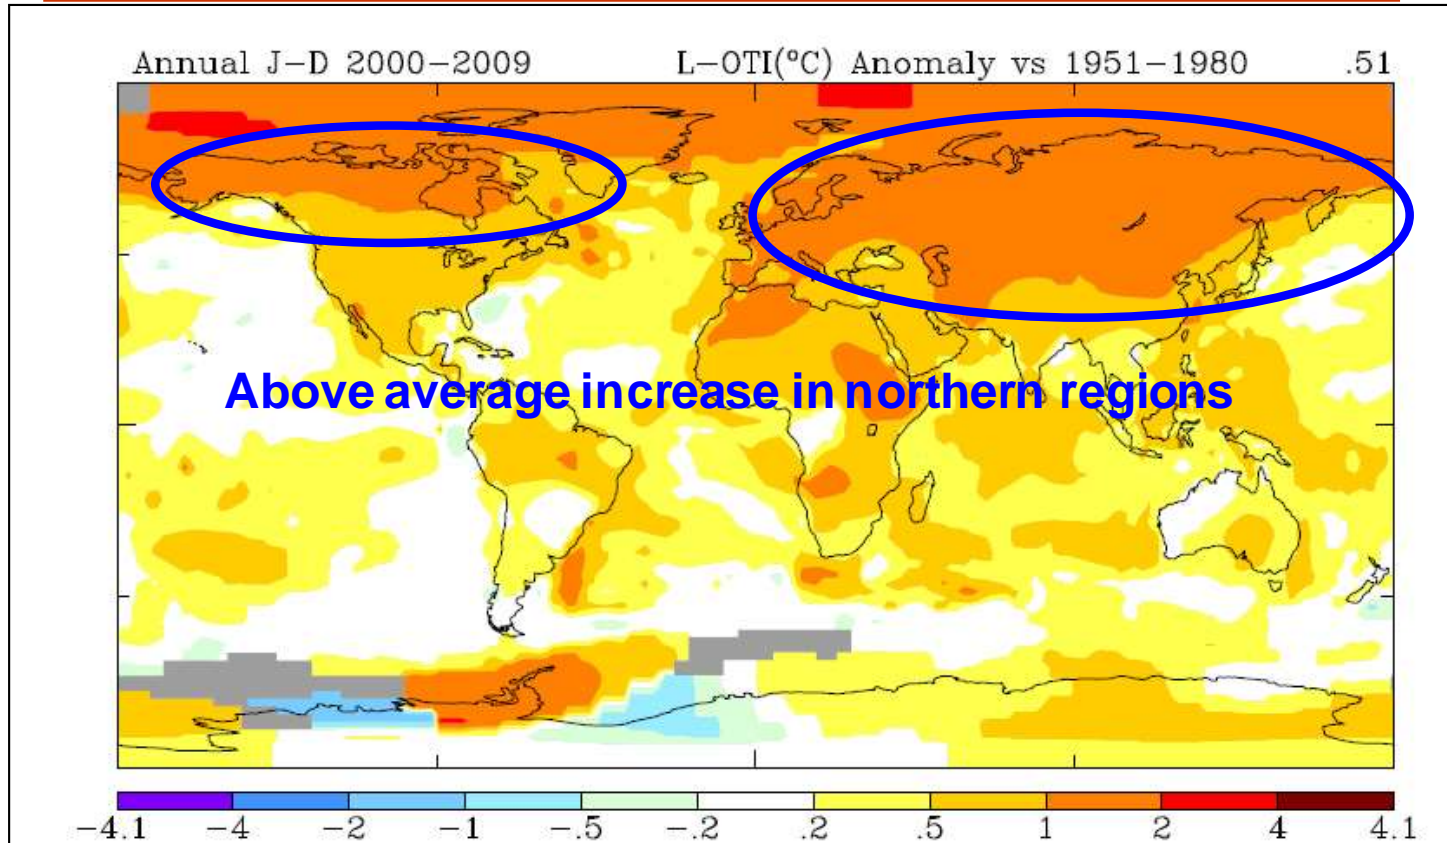 Annual J-D 2000-2009 L-OTI(°C) Anomaly vs 1951-1980 .51
Above average increase in northern regions
-4.1 -4 -2 -1 -.5 -.2 .2 .5 1 2 4 4.1